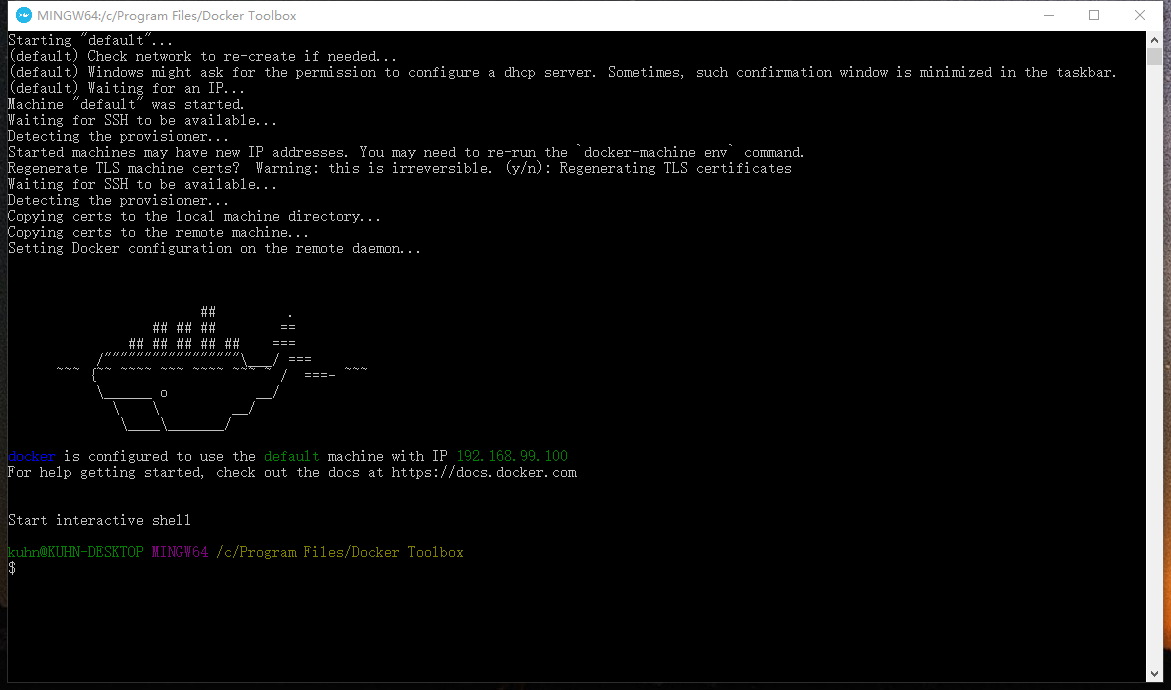 MINGW64:/c/Program Files/Docker Toolbox
Starting "default"...
(default) Check network to re-create if needed...
(default) Windows might ask for the permission to configure a dhcp server. Sometimes, such confirmation window is minimized in the taskbar.
(default) Waiting for an IP...
Machine "default" was started.
Waiting for SSH to be available...
Detecting the provisioner...
Started machines may have new IP addresses. You may need to re-run the `docker-machine env` command.
Regenerate TLS machine certs?  Warning: this is irreversible. (y/n): Regenerating TLS certificates
Waiting for SSH to be available...
Detecting the provisioner...
Copying certs to the local machine directory...
Copying certs to the remote machine...
Setting Docker configuration on the remote daemon...
                        ##         .
                  ## ## ##        ==
               ## ## ## ## ##    ===
           /"""""""""""""""""\___/ ===
      ~~~ {~~ ~~~~ ~~~ ~~~~ ~~~ ~ /  ===- ~~~
           \______ o           __/
             \    \         __/
              \____\_______/
docker is configured to use the default machine with IP 192.168.99.100
For help getting started, check out the docs at https://docs.docker.com
Start interactive shell
kuhn@KUHN-DESKTOP MINGW64 /c/Program Files/Docker Toolbox
$